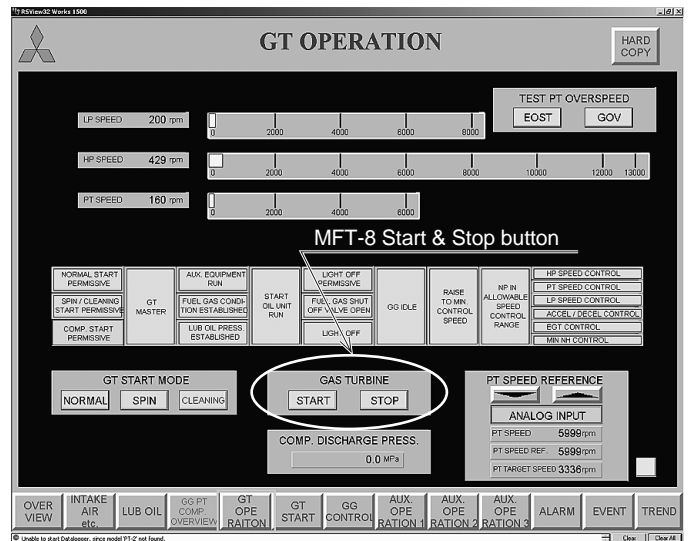 RSView32 Works 1500
GT OPERATION
HARD
COPY
TEST PT OVERSPEED
EOST GOV
LP SPEED 200 rpm
0 2000 4000 6000 8000
HP SPEED 429 rpm
0 2000 4000 6000 8000 10000 12000 13000
PT SPEED 160 rpm
0 2000 4000 6000
MFT-8 Start & Stop button
NORMAL START
PERMISSIVE
SPIN / CLEANING
START PERMISSIVE
COMP. START
PERMISSIVE
GT
MASTER
AUX. EQUIPMENT
RUN
FUEL GAS CONDI-
TION ESTABLISHED
LUB OIL PRESS.
ESTABLISHED
START
OIL UNIT
RUN
LIGHT OFF
PERMISSIVE
FUEL GAS SHUT
OFF VALVE OPEN
LIGHT OFF
GG IDLE
RAISE
TO MIN.
CONTROL
SPEED
NP IN
ALLOWABLE
SPEED
CONTROL
RANGE
HP SPEED CONTROL
PT SPEED CONTROL
LP SPEED CONTROL
ACCEL / DECEL CONTROL
EGT CONTROL
MIN NH CONTROL
GT START MODE
NORMAL SPIN CLEANING
GAS TURBINE
START STOP
COMP. DISCHARGE PRESS.
0.0 MPa
PT SPEED REFERENCE
ANALOG INPUT
PT SPEED 5999rpm
PT SPEED REF. 5999rpm
PT TARGET SPEED 3336rpm
OVER
VIEW
INTAKE
AIR
etc.
LUB OIL
GG PT
COMP.
OVERVIEW
GT
OPE
RAITON
GT
START
GG
CONTROL
AUX.
OPE
RATION 1
AUX.
OPE
RATION 2
AUX.
OPE
RATION 3
ALARM
EVENT
TREND
Unable to start Datalogger, since model 'PT-2' not found.
Clear Clear All